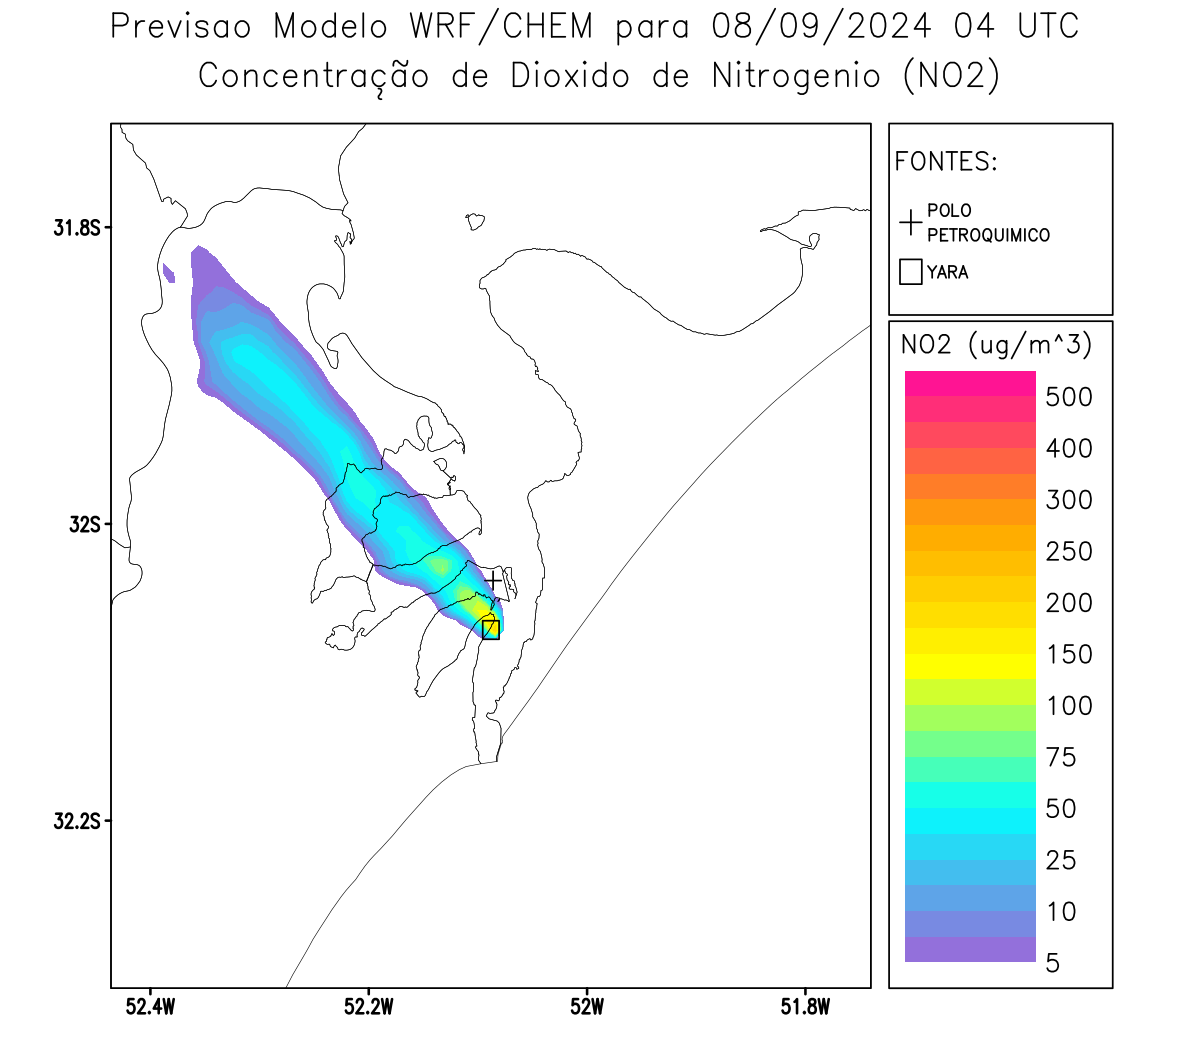 Previsao Modelo WRF/CHEM para 08/09/2024 04 UTC
Concentração de Dioxido de Nitrogenio (NO2)
FONTES:
POLO
PETROQUIMICO
YARA
NO2 (ug/m^3)
500
400
300
250
200
150
100
75
50
25
10
5
31.8S
32S
32.2S
52.4W
52.2W
52W
51.8W